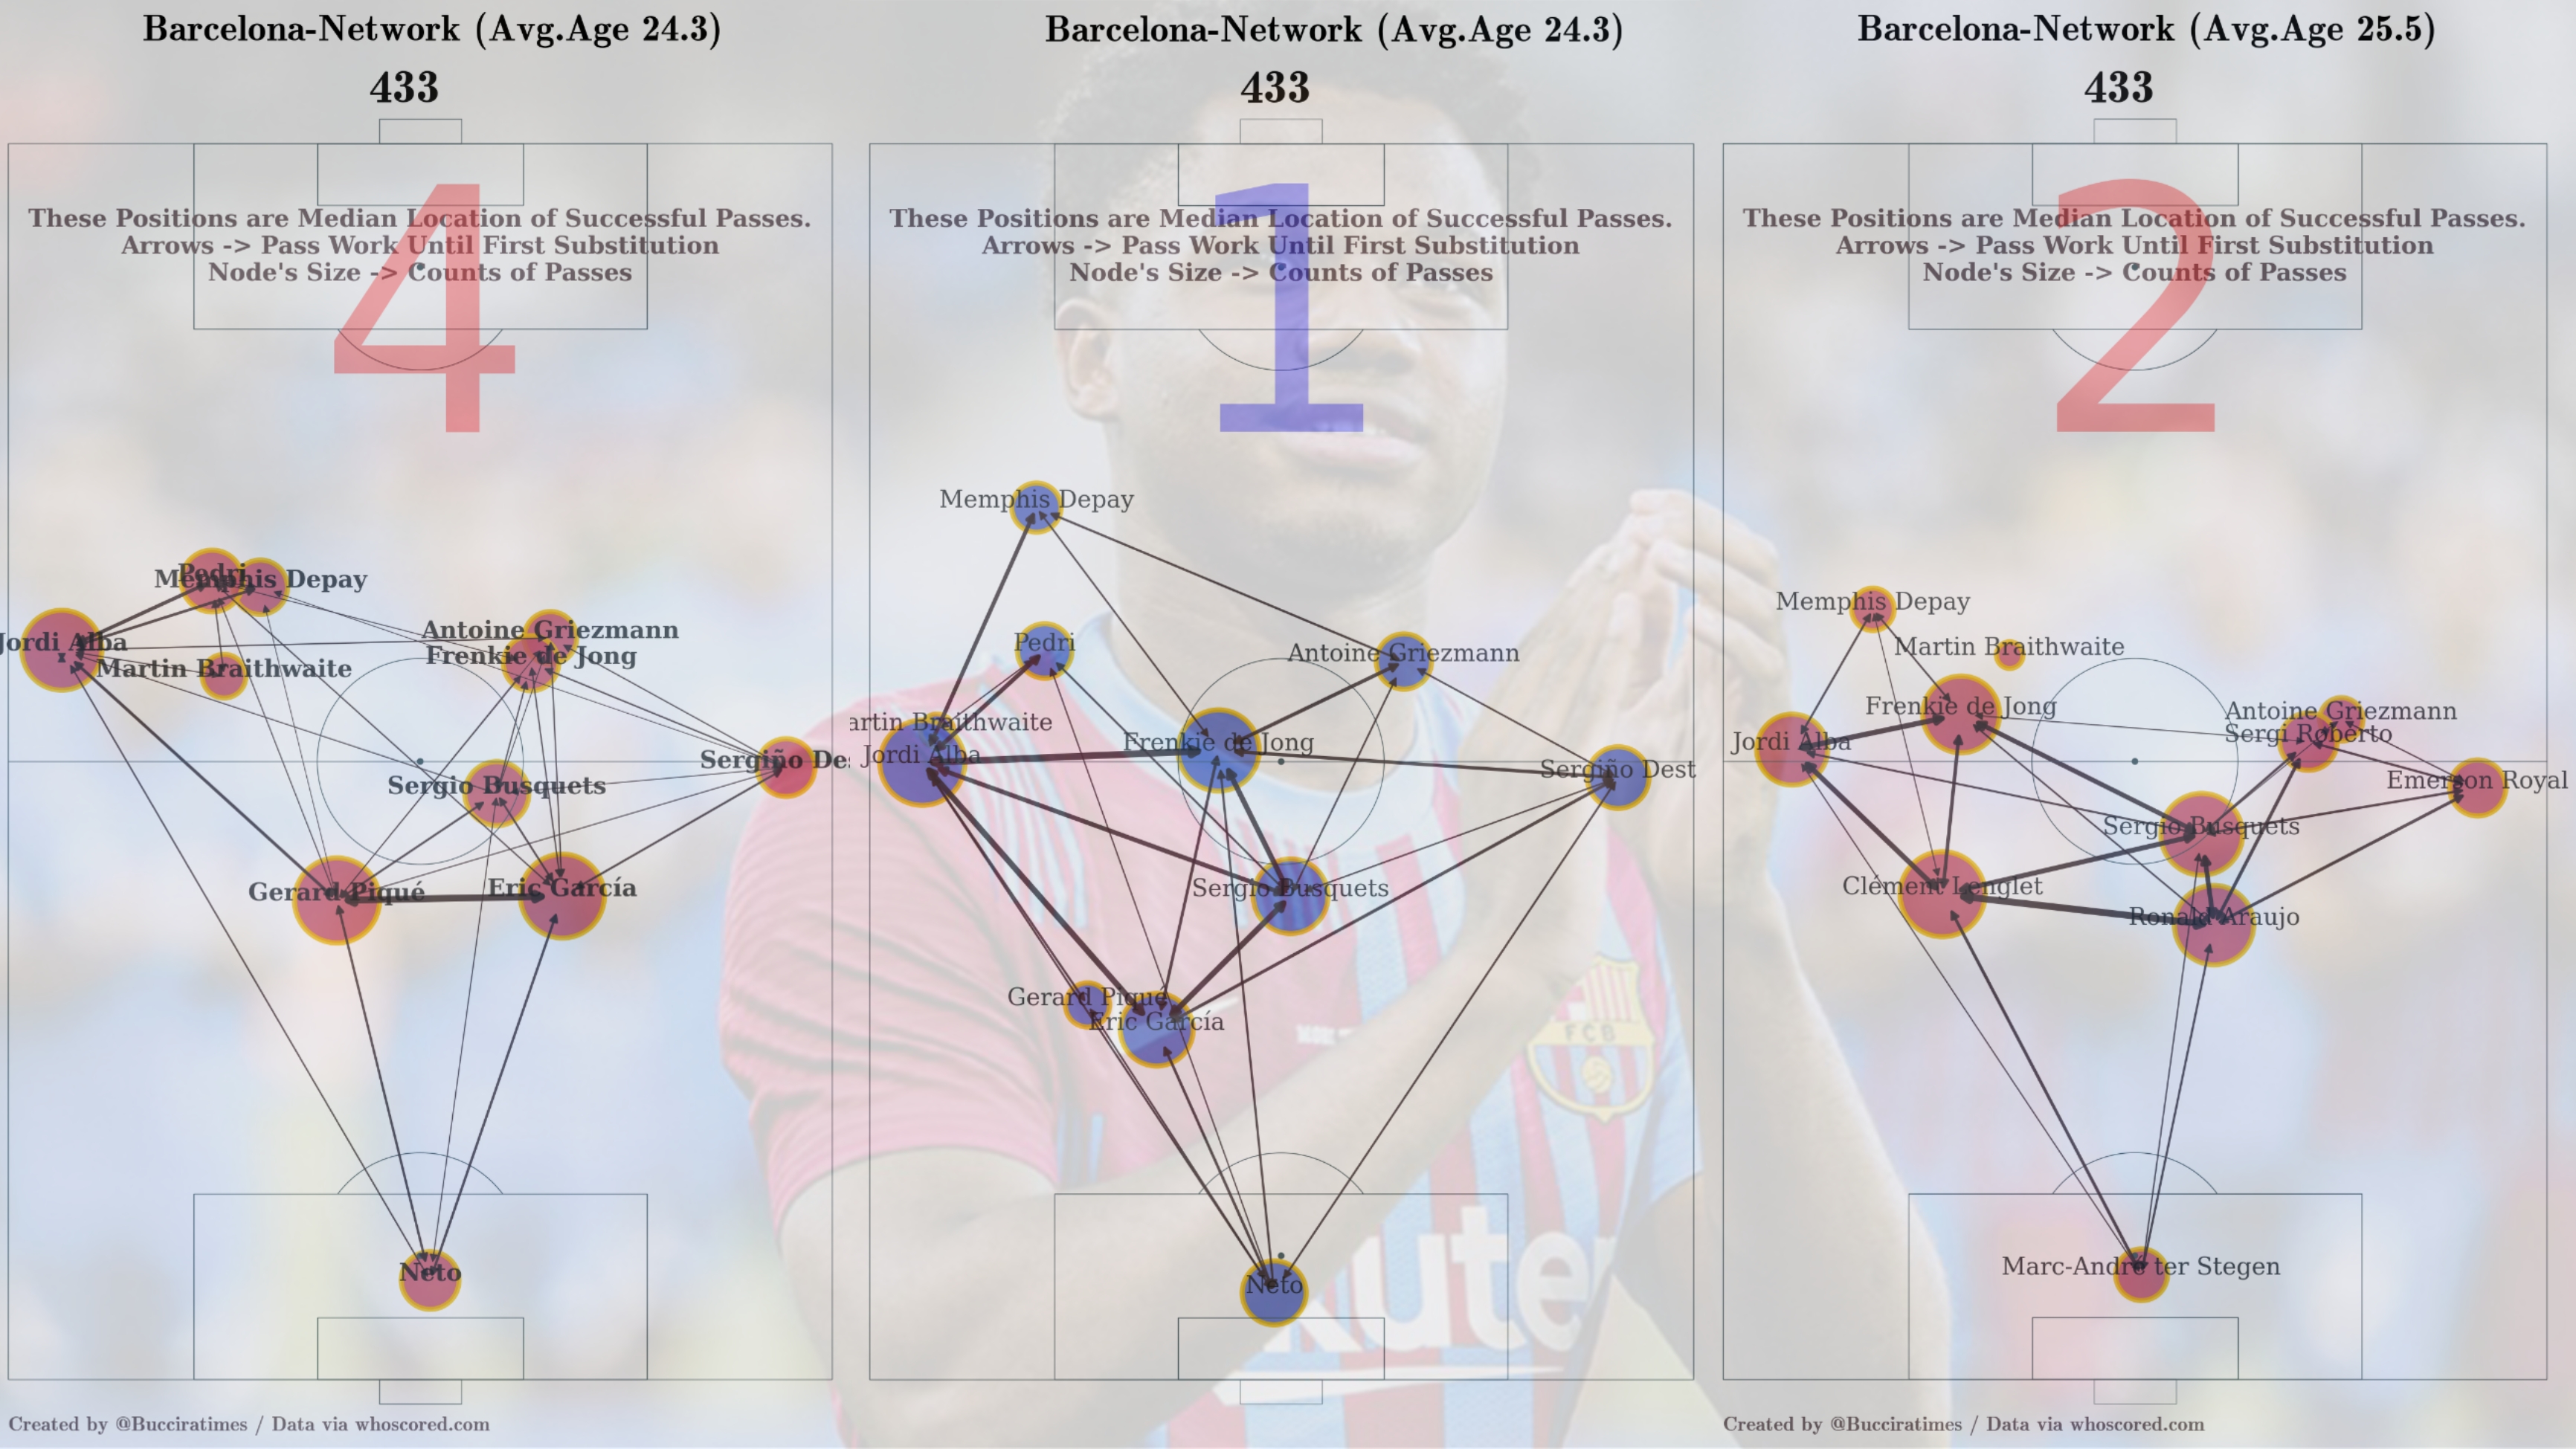 Barcelona-Network (Avg.Age 24.3)
433
4
These Positions are Median Location of Successful Passes.
Arrows -> Pass Work Until First Substitution
Node's Size -> Counts of Passes
Pedri
Memphis Depay
Antoine Griezmann
Jordi Alba
Frenkie de Jong
Martin Braithwaite
Sergiño Des
Sergio Busquets
Gerard Piqué
Eric García
Neto
Created by @Bucciratimes / Data via whoscored.com
Barcelona-Network (Avg.Age 24.3)
433
1
These Positions are Median Location of Successful Passes.
Arrows -> Pass Work Until First Substitution
Node's Size -> Counts of Passes
Memphis Depay
Pedri
Antoine Griezmann
artin Braithwaite
Frenkie de Jong
Jordi Alba
Sergiño Dest
Sergio Busquets
Gerard Piqué
Eric García
Neto
FCB
kute
Barcelona-Network (Avg.Age 25.5)
433
2
These Positions are Median Location of Successful Passes.
Arrows -> Pass Work Until First Substitution
Node's Size -> Counts of Passes
Memphis Depay
Martin Braithwaite
Frenkie de Jong
Antoine Griezmann
Sergi Roberto
Jordi Alba
Emerson Royal
Sergio Busquets
Clément Lenglet
Ronald Araujo
Marc-André ter Stegen
Created by @Bucciratimes / Data via whoscored.com